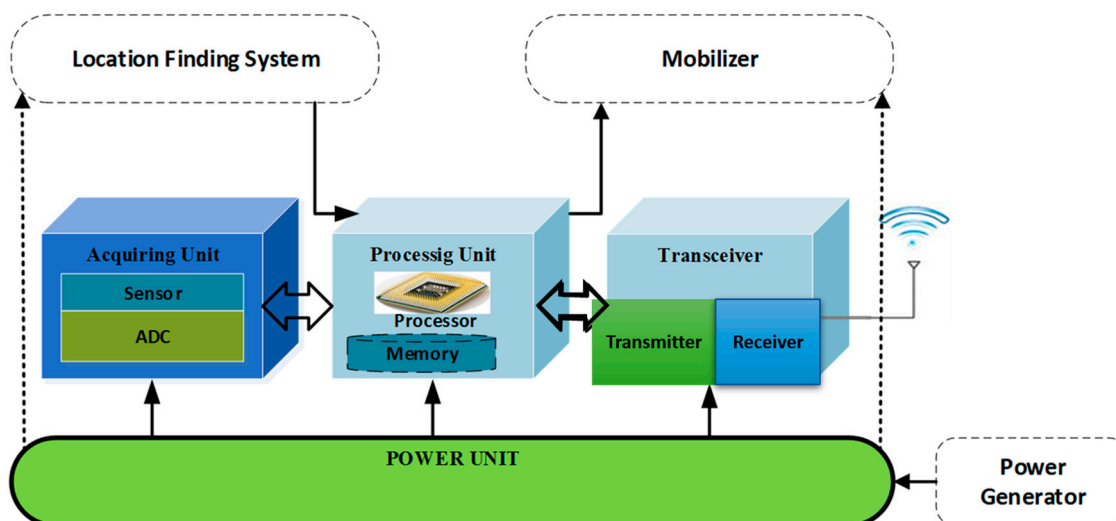 Location Finding System
Mobilizer
Acquiring Unit
Sensor
ADC
Processig Unit
Processor
Memory
Transceiver
Transmitter
Receiver
POWER UNIT
Power
Generator